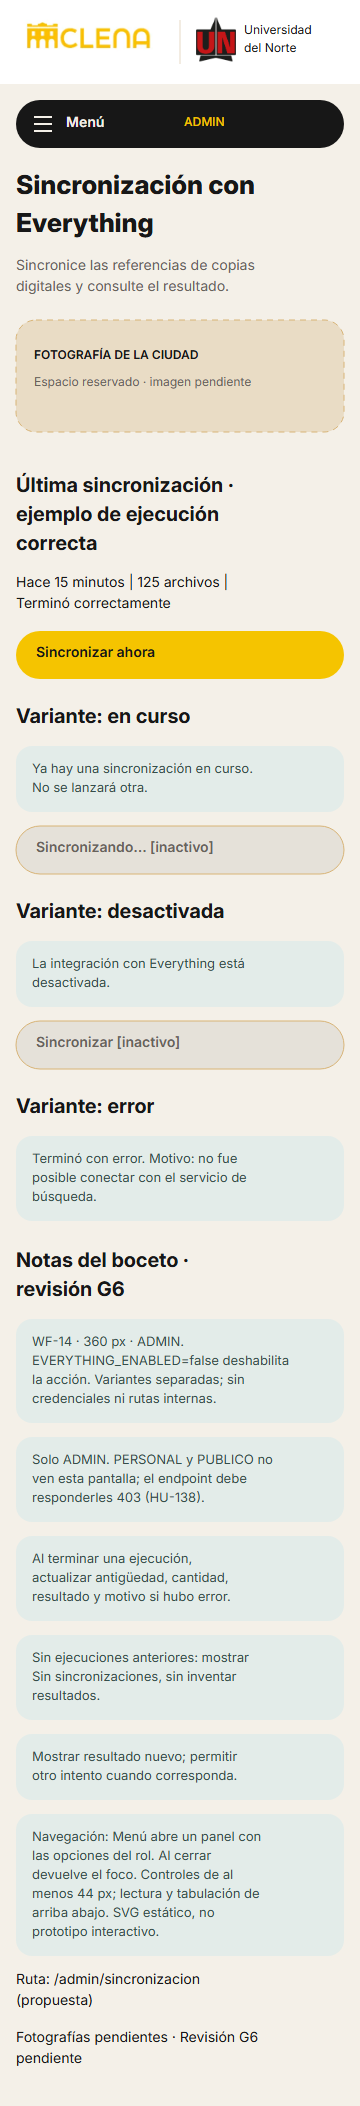 CLENA
UN
Universidad
del Norte
Menú
ADMIN
Sincronización con
Everything
Sincronice las referencias de copias
digitales y consulte el resultado.
FOTOGRAFÍA DE LA CIUDAD
Espacio reservado · imagen pendiente
Última sincronización ·
ejemplo de ejecución
correcta
Hace 15 minutos | 125 archivos |
Terminó correctamente
Sincronizar ahora
Variante: en curso
Ya hay una sincronización en curso.
No se lanzará otra.
Sincronizando... [inactivo]
Variante: desactivada
La integración con Everything está
desactivada.
Sincronizar [inactivo]
Variante: error
Terminó con error. Motivo: no fue
posible conectar con el servicio de
búsqueda.
Notas del boceto ·
revisión G6
WF-14 · 360 px · ADMIN.
EVERYTHING_ENABLED=false deshabilita
la acción. Variantes separadas; sin
credenciales ni rutas internas.
Solo ADMIN. PERSONAL y PUBLICO no
ven esta pantalla; el endpoint debe
responderles 403 (HU-138).
Al terminar una ejecución,
actualizar antigüedad, cantidad,
resultado y motivo si hubo error.
Sin ejecuciones anteriores: mostrar
Sin sincronizaciones, sin inventar
resultados.
Mostrar resultado nuevo; permitir
otro intento cuando corresponda.
Navegación: Menú abre un panel con
las opciones del rol. Al cerrar
devuelve el foco. Controles de al
menos 44 px; lectura y tabulación de
arriba abajo. SVG estático, no
prototipo interactivo.
Ruta: /admin/sincronizacion
(propuesta)
Fotografías pendientes · Revisión G6
pendiente